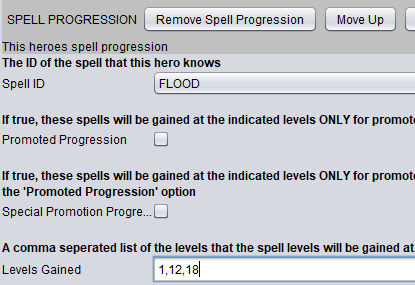 SPELL PROGRESSION Remove Spell Progression Move Up
This heroes spell progression
The ID of the spell that this hero knows
Spell ID FLOOD
If true, these spells will be gained at the indicated levels ONLY for promo
Promoted Progression
If true, these spells will be gained at the indicated levels ONLY for promo
the 'Promoted Progression' option
Special Promotion Progre...
A comma seperated list of the levels that the spell levels will be gained at.
Levels Gained 1,12,18